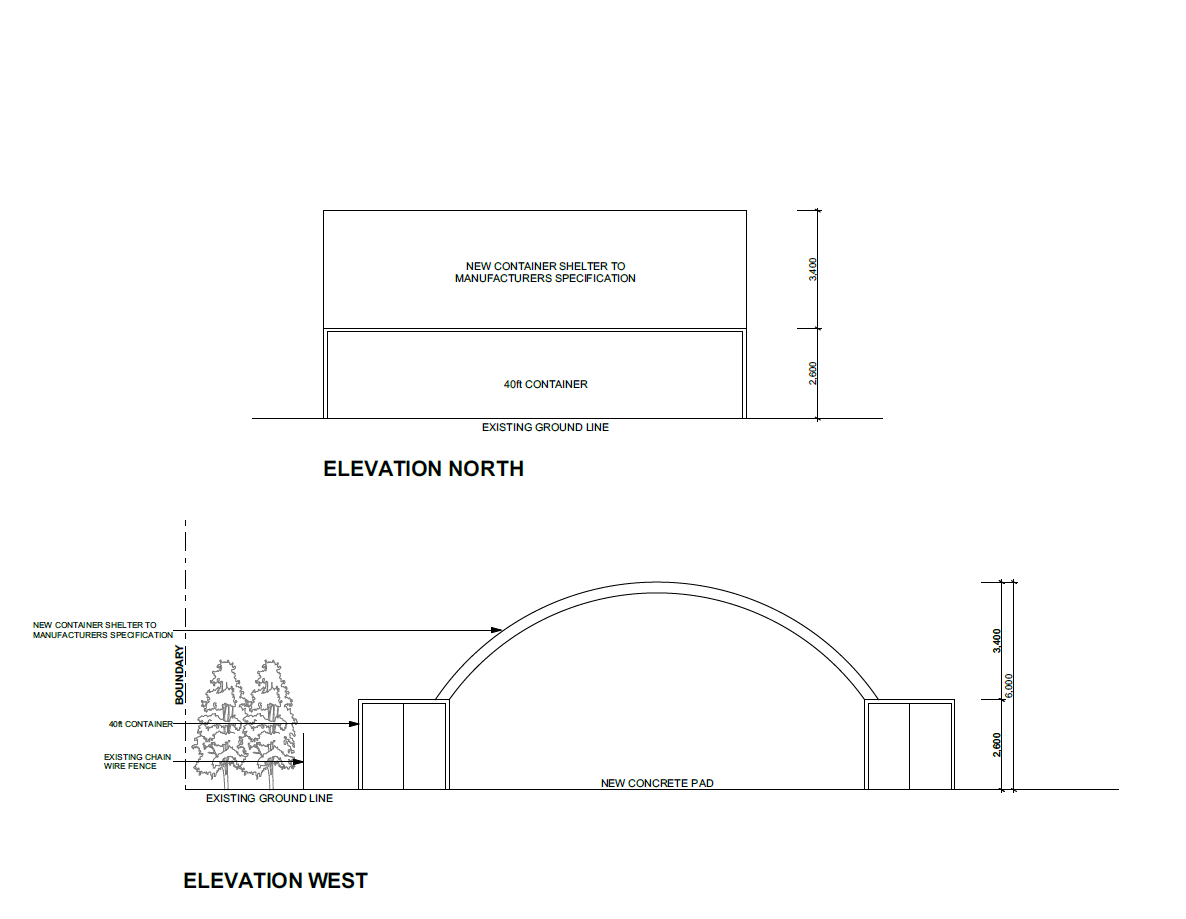 NEW CONTAINER SHELTER TO
MANUFACTURERS SPECIFICATION
3,400
40ft CONTAINER
2,600
EXISTING GROUND LINE
ELEVATION NORTH
NEW CONTAINER SHELTER TO
MANUFACTURERS SPECIFICATION
BOUNDARY
3,400
6,000
40ft CONTAINER
2,600
EXISTING CHAIN
WIRE FENCE
NEW CONCRETE PAD
EXISTING GROUND LINE
ELEVATION WEST